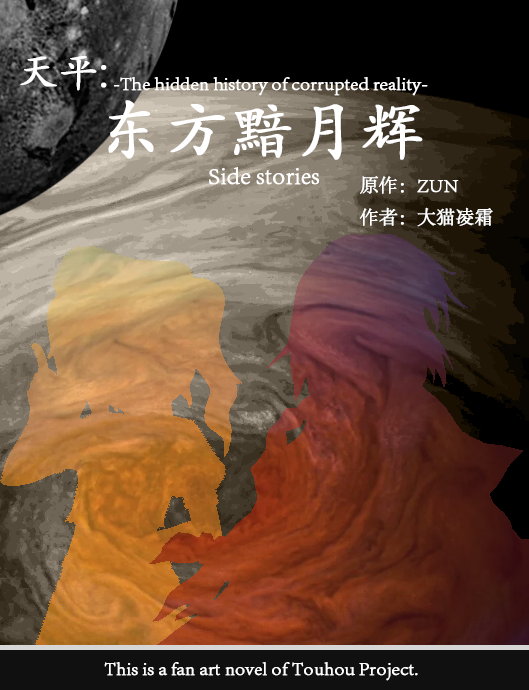 天平：-The hidden history of corrupted reality-
东方黯月辉
Side stories
原作：ZUN
作者：大猫凌霜
This is a fan art novel of Touhou Project.